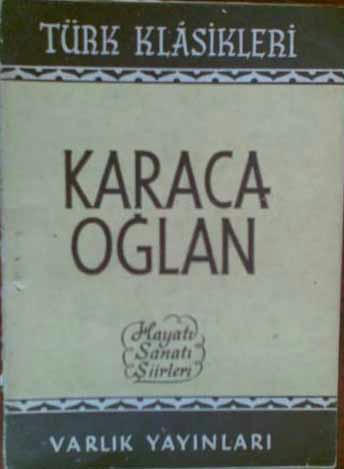 TÜRK KLÂSİKLERİ
KARACA
OĞLAN
Hayatı
Sanatı
Şiirleri
VARLIK YAYINLARI